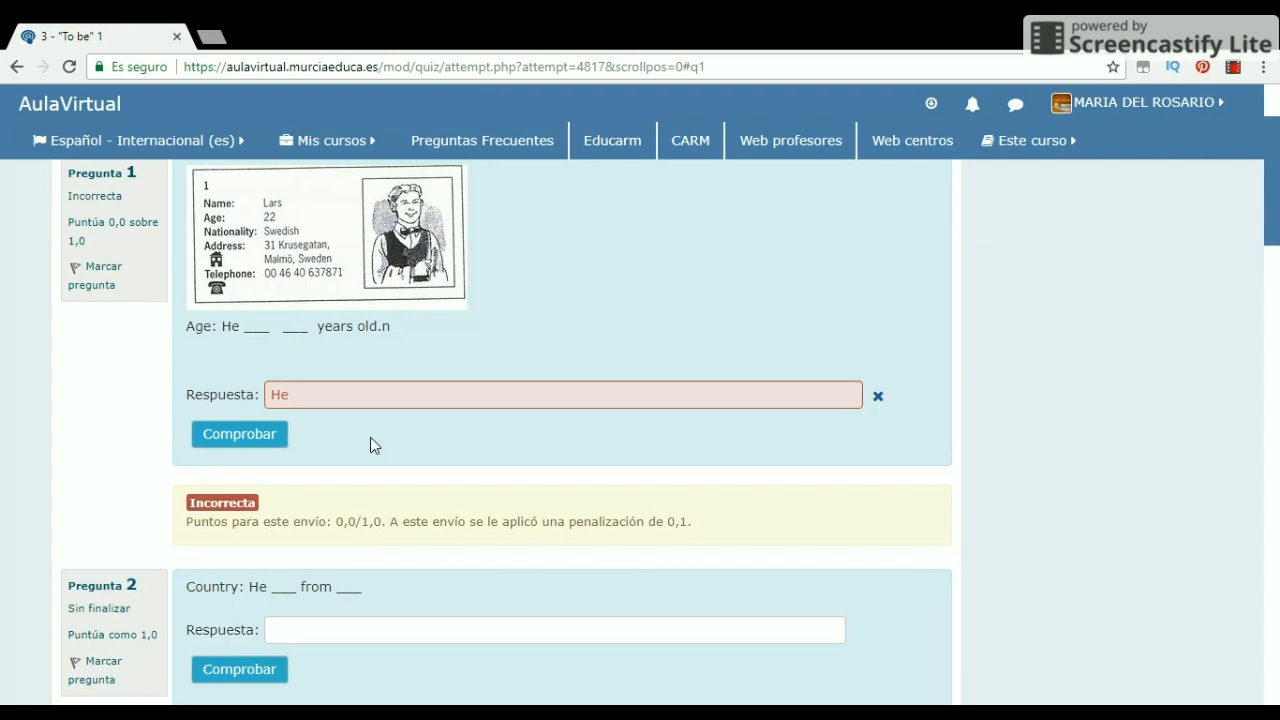 powered by
Screencastify Lite
3 - "To be" 1
Es seguro
https://aulavirtual.murciaeduca.es/mod/quiz/attempt.php?attempt=4817&scrollpos=0#q1
IQ
AulaVirtual
MARIA DEL ROSARIO
Español - Internacional (es)
Mis cursos
Preguntas Frecuentes
Educarm
CARM
Web profesores
Web centros
Este curso
Pregunta 1
Incorrecta
Puntúa 0,0 sobre
1,0
Marcar
pregunta
1
Name: Lars
Age: 22
Nationality: Swedish
Address: 31 Krusegatan,
Malmö, Sweden
Telephone: 00 46 40 637871
Age: He ___ ___ years old.n
Respuesta: He
Comprobar
Incorrecta
Puntos para este envío: 0,0/1,0. A este envío se le aplicó una penalización de 0,1.
Pregunta 2
Sin finalizar
Puntúa como 1,0
Marcar
pregunta
Country: He ___ from ___
Respuesta:
Comprobar